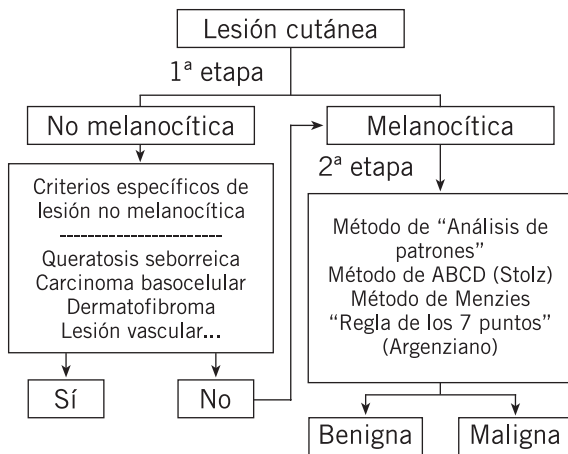 Lesión cutánea
1ª etapa
No melanocítica
Melanocítica
Criterios específicos de
lesión no melanocítica
-----------------------
Queratosis seborreica
Carcinoma basocelular
Dermatofibroma
Lesión vascular...
Sí
No
2ª etapa
Método de “Análisis de
patrones”
Método de ABCD (Stolz)
Método de Menzies
“Regla de los 7 puntos”
(Argenziano)
Benigna
Maligna